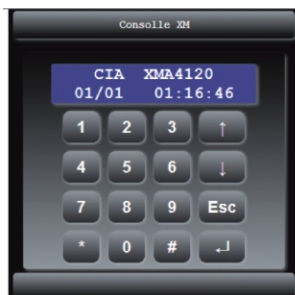 Consolle XM
CIA XMA4120
01/01 01:16:46
1 2 3 ↑
4 5 6 ↓
7 8 9 Esc
* 0 # ↵